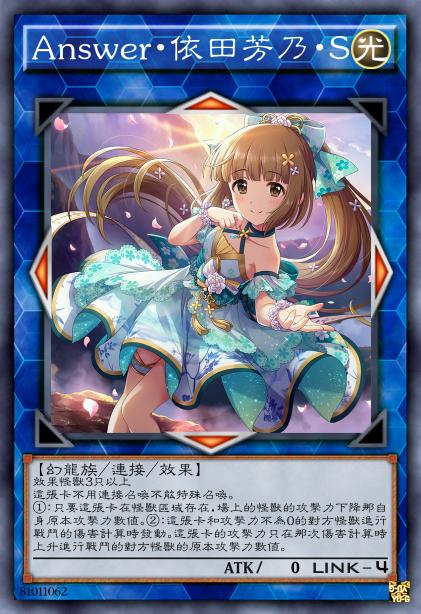 Answer・依田芳乃・S
光
【幻龍族/連接/效果】
效果怪獸3只以上
這張卡不用連接召喚不能特殊召喚。
①:只要這張卡在怪獸區域存在,場上的怪獸的攻擊力下降那自
身原本攻擊力數值。②:這張卡和攻擊力不為0的對方怪獸進行
戰鬥的傷害計算時發動。這張卡的攻擊力只在那次傷害計算時
上升進行戰鬥的對方怪獸的原本攻擊力數值。
ATK/ 0 LINK-4
81011062